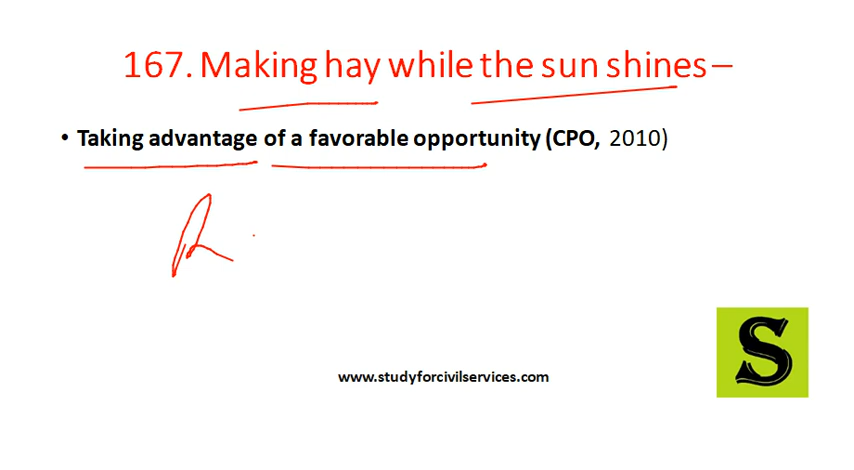 167. Making hay while the sun shines –
• Taking advantage of a favorable opportunity (CPO, 2010)
www.studyforcivilservices.com
S